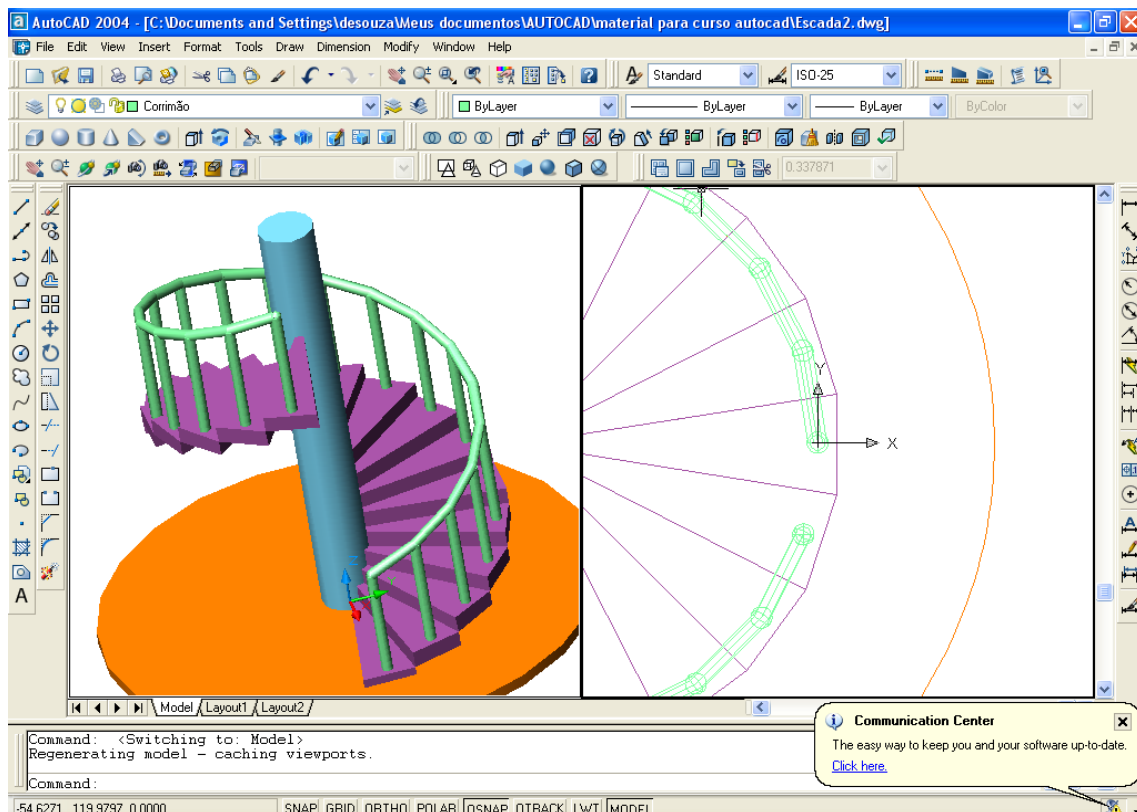 AutoCAD 2004 - [C:\Documents and Settings\desouza\Meus documentos\AUTOCAD\material para curso autocad\Escada2.dwg]
File Edit View Insert Format Tools Draw Dimension Modify Window Help
Standard ISO-25
Corrimão ByLayer ByLayer ByLayer ByColor
0.337871
Y
X
Z
A
Model Layout1 Layout2
Command: <Switching to: Model>
Regenerating model - caching viewports.
Command:
Communication Center
The easy way to keep you and your software up-to-date.
Click here.
-54.6271, 119.9797, 0.0000 SNAP GRID ORTHO POLAR OSNAP OTRACK LWT MODEL